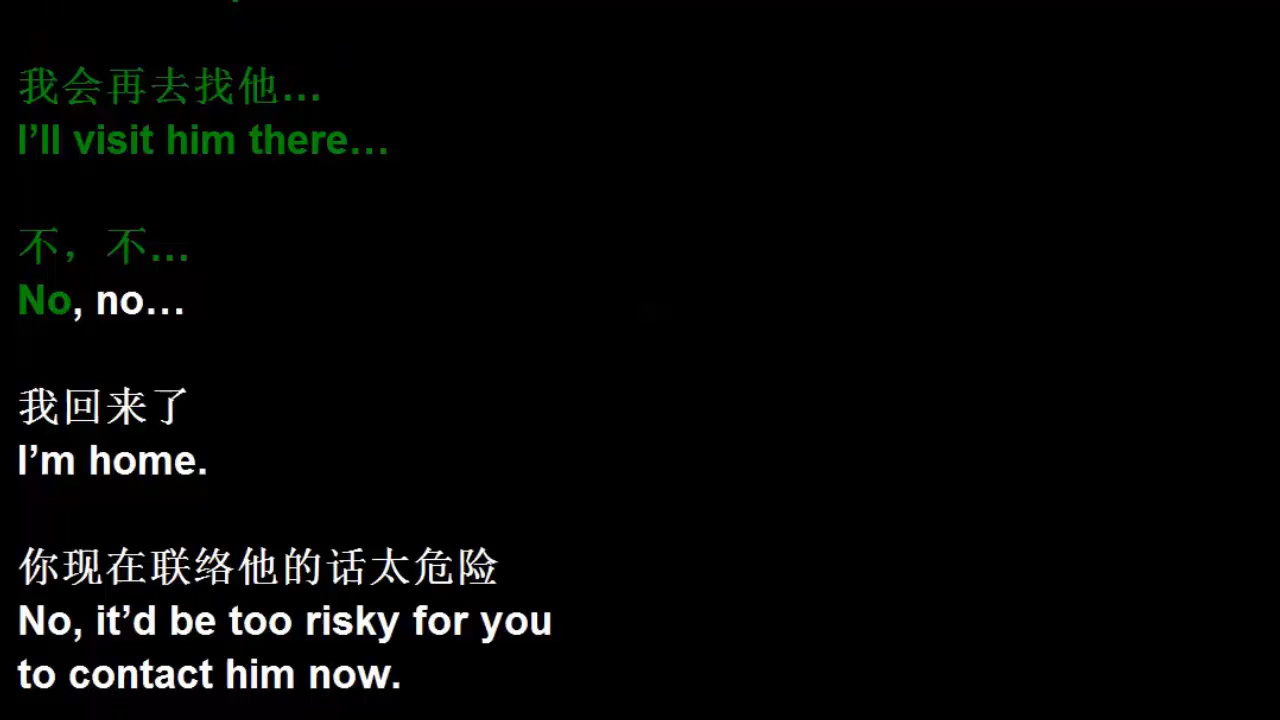 我会再去找他…
I’ll visit him there…
不，不…
No, no…
我回来了
I’m home.
你现在联络他的话太危险
No, it’d be too risky for you
to contact him now.